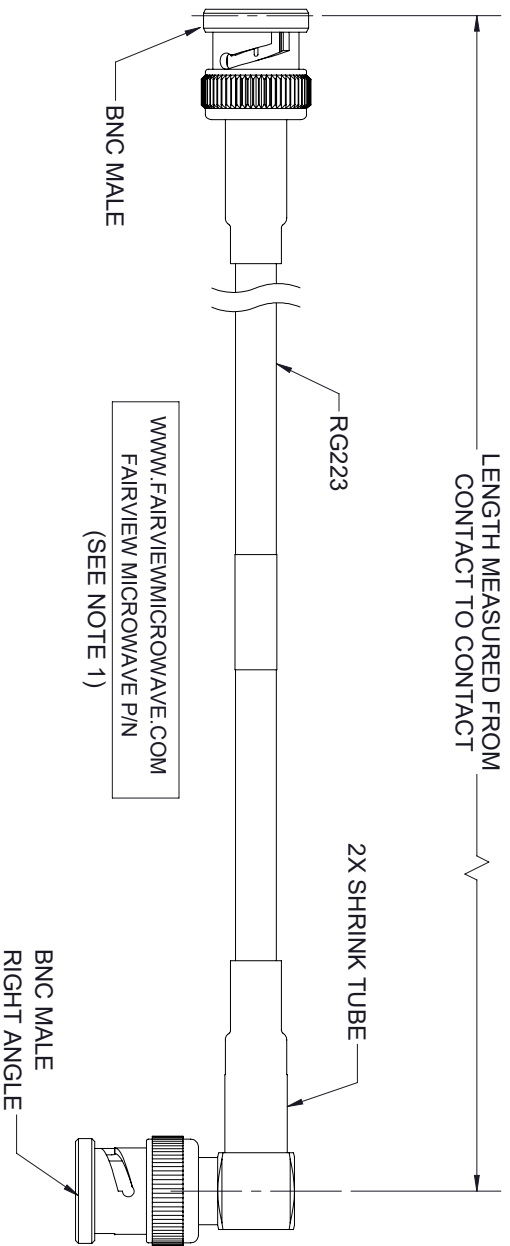 LENGTH MEASURED FROM
CONTACT TO CONTACT
BNC MALE
RG223
2X SHRINK TUBE
WWW.FAIRVIEWMICROWAVE.COM
FAIRVIEW MICROWAVE P/N
(SEE NOTE 1)
BNC MALE
RIGHT ANGLE